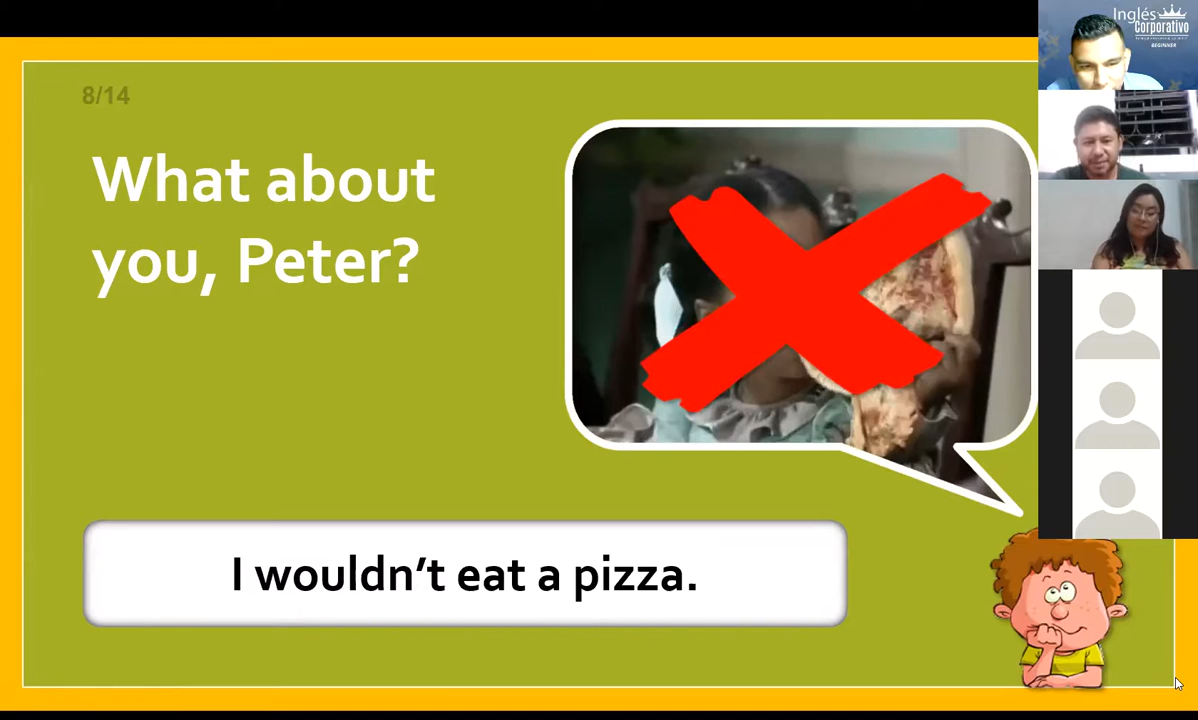 8/14
What about
you, Peter?
I wouldn't eat a pizza.
Inglés
Corporativo
BEGINNER